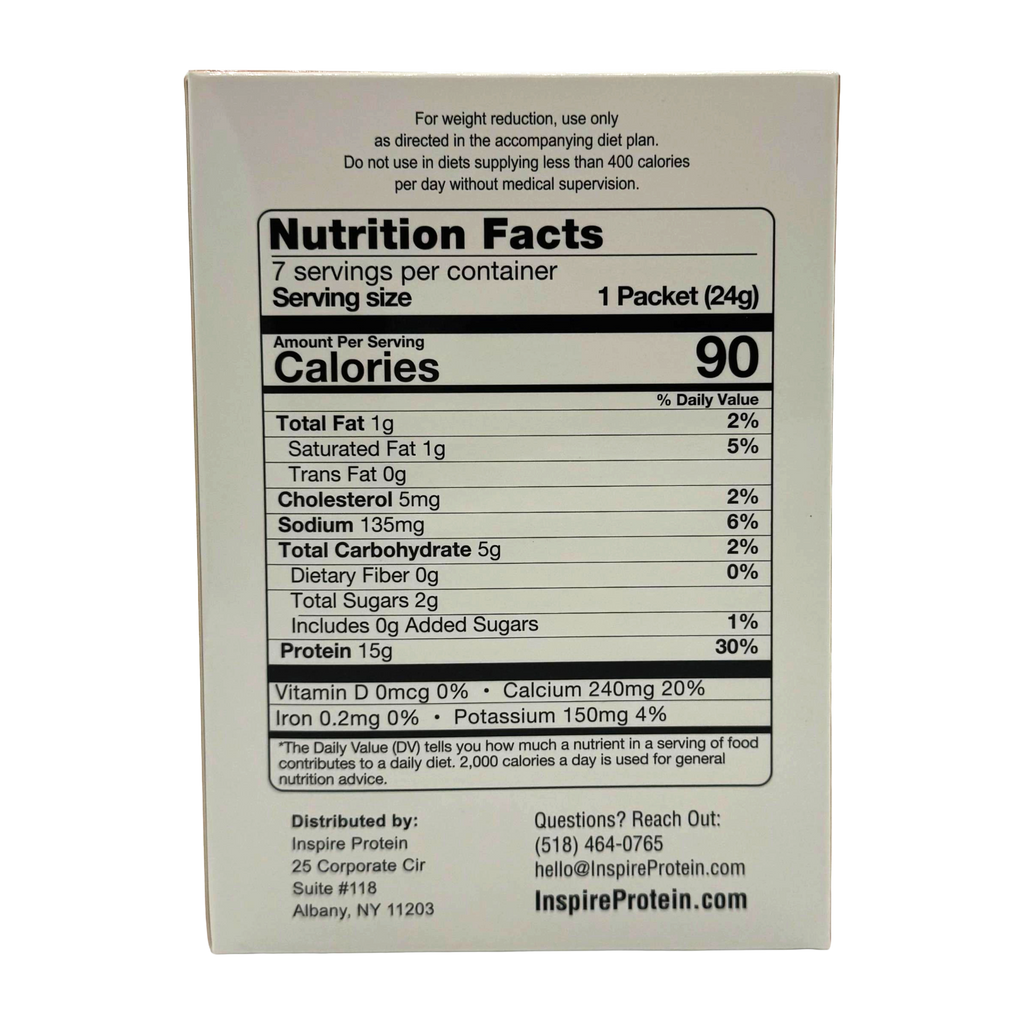 For weight reduction, use only
as directed in the accompanying diet plan.
Do not use in diets supplying less than 400 calories
per day without medical supervision.
Nutrition Facts
7 servings per container
Serving size 1 Packet (24g)
Amount Per Serving
Calories 90
% Daily Value
Total Fat 1g 2%
Saturated Fat 1g 5%
Trans Fat 0g
Cholesterol 5mg 2%
Sodium 135mg 6%
Total Carbohydrate 5g 2%
Dietary Fiber 0g 0%
Total Sugars 2g
Includes 0g Added Sugars 1%
Protein 15g 30%
Vitamin D 0mcg 0% • Calcium 240mg 20%
Iron 0.2mg 0% • Potassium 150mg 4%
*The Daily Value (DV) tells you how much a nutrient in a serving of food
contributes to a daily diet. 2,000 calories a day is used for general
nutrition advice.
Distributed by:
Inspire Protein
25 Corporate Cir
Suite #118
Albany, NY 11203
Questions? Reach Out:
(518) 464-0765
hello@InspireProtein.com
InspireProtein.com